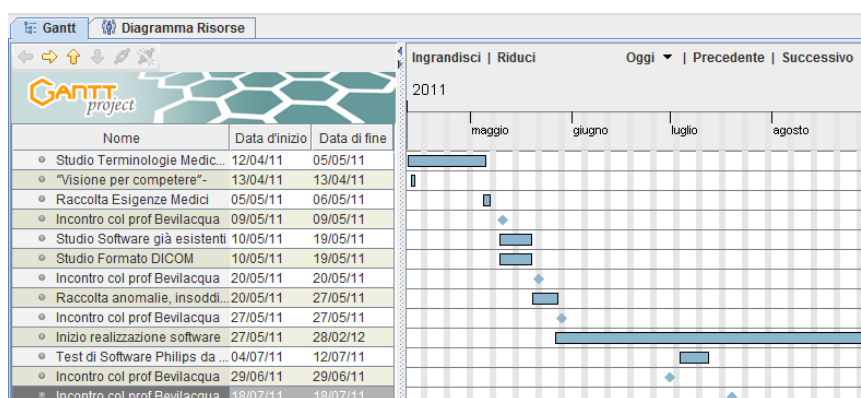 Gantt Diagramma Risorse
Ingrandisci | Riduci Oggi | Precedente | Successivo
GANTT project
2011
maggio giugno luglio agosto
Nome Data d'inizio Data di fine
Studio Terminologie Medic... 12/04/11 05/05/11
"Visione per competere"- 13/04/11 13/04/11
Raccolta Esigenze Medici 05/05/11 06/05/11
Incontro col prof Bevilacqua 09/05/11 09/05/11
Studio Software già esistenti 10/05/11 19/05/11
Studio Formato DICOM 10/05/11 19/05/11
Incontro col prof Bevilacqua 20/05/11 20/05/11
Raccolta anomalie, insoddi... 20/05/11 27/05/11
Incontro col prof Bevilacqua 27/05/11 27/05/11
Inizio realizzazione software 27/05/11 28/02/12
Test di Software Philips da ... 04/07/11 12/07/11
Incontro col prof Bevilacqua 29/06/11 29/06/11
Incontro col prof Bevilacqua 18/07/11 18/07/11